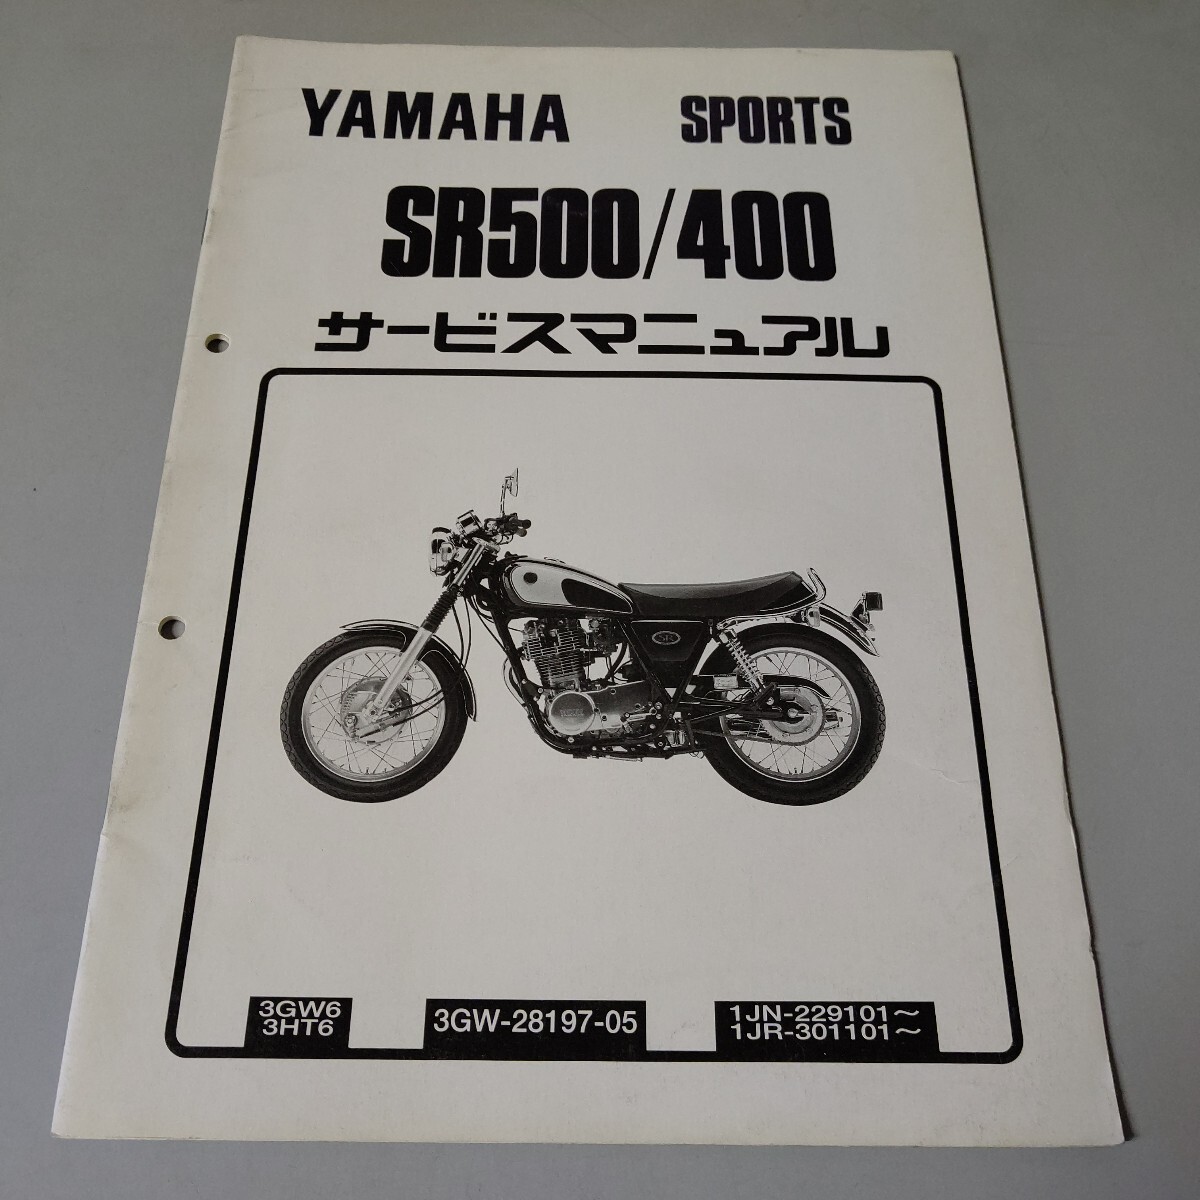 YAMAHA SPORTS
SR500/400
サービスマニュアル
SR
3GW6
3HT6
3GW-28197-05
1JN-229101～
1JR-301101～